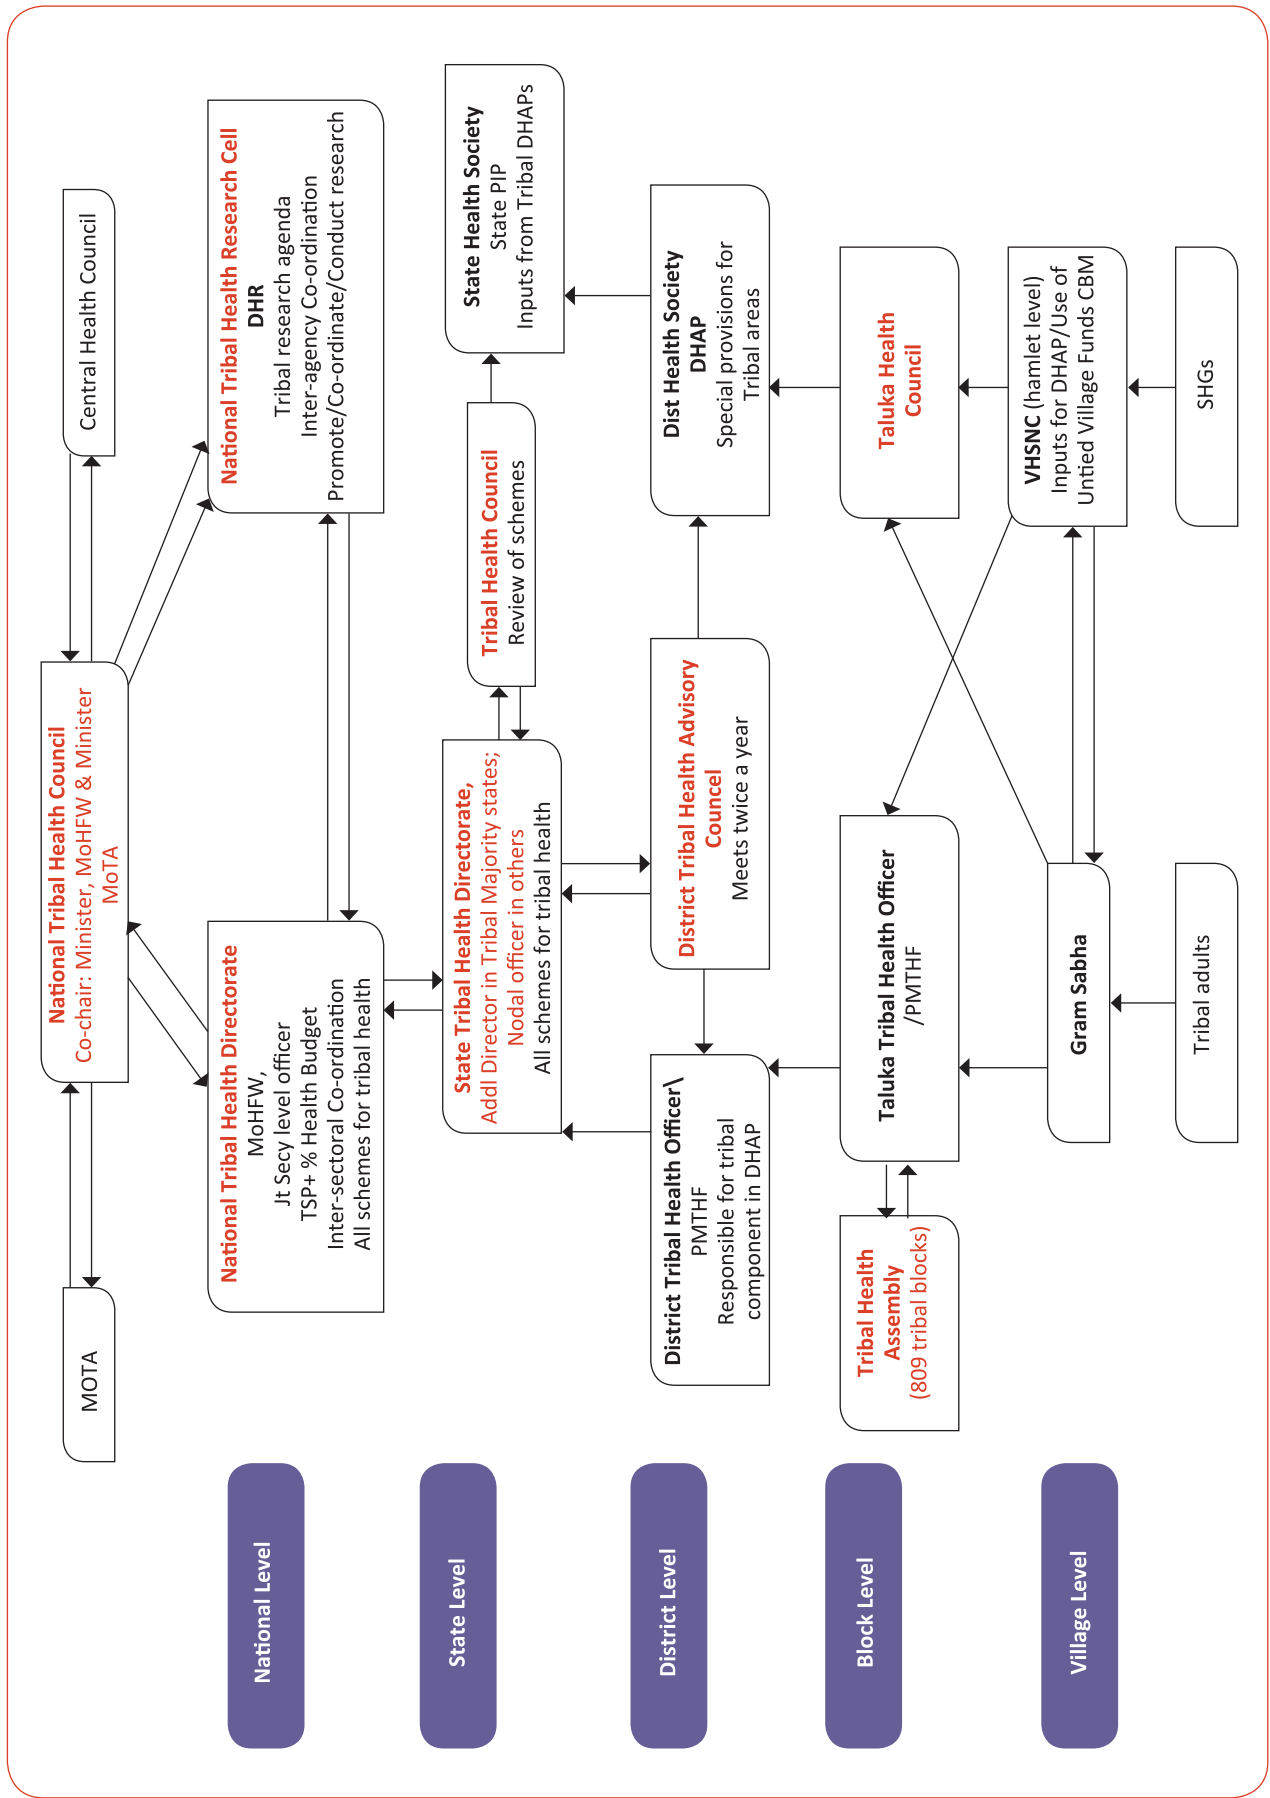 MOTA
National Tribal Health Council
Co-chair: Minister, MoHFW & Minister
MoTA
Central Health Council
National Level
National Tribal Health Directorate
MoHFW,
Jt Secy level officer
TSP+ % Health Budget
Inter-sectoral Co-ordination
All schemes for tribal health
National Tribal Health Research Cell
DHR
Tribal research agenda
Inter-agency Co-ordination
Promote/Co-ordinate/Conduct research
State Level
State Tribal Health Directorate,
Addl Director in Tribal Majority states;
Nodal officer in others
All schemes for tribal health
Tribal Health Council
Review of schemes
State Health Society
State PIP
Inputs from Tribal DHAPs
District Level
District Tribal Health Officer\
PMTHF
Responsible for tribal
component in DHAP
District Tribal Health Advisory
Councel
Meets twice a year
Dist Health Society
DHAP
Special provisions for
Tribal areas
Block Level
Tribal Health
Assembly
(809 tribal blocks)
Taluka Tribal Health Officer
/PMTHF
Taluka Health
Council
Village Level
Gram Sabha
VHSNC (hamlet level)
Inputs for DHAP/Use of
Untied Village Funds CBM
Tribal adults
SHGs